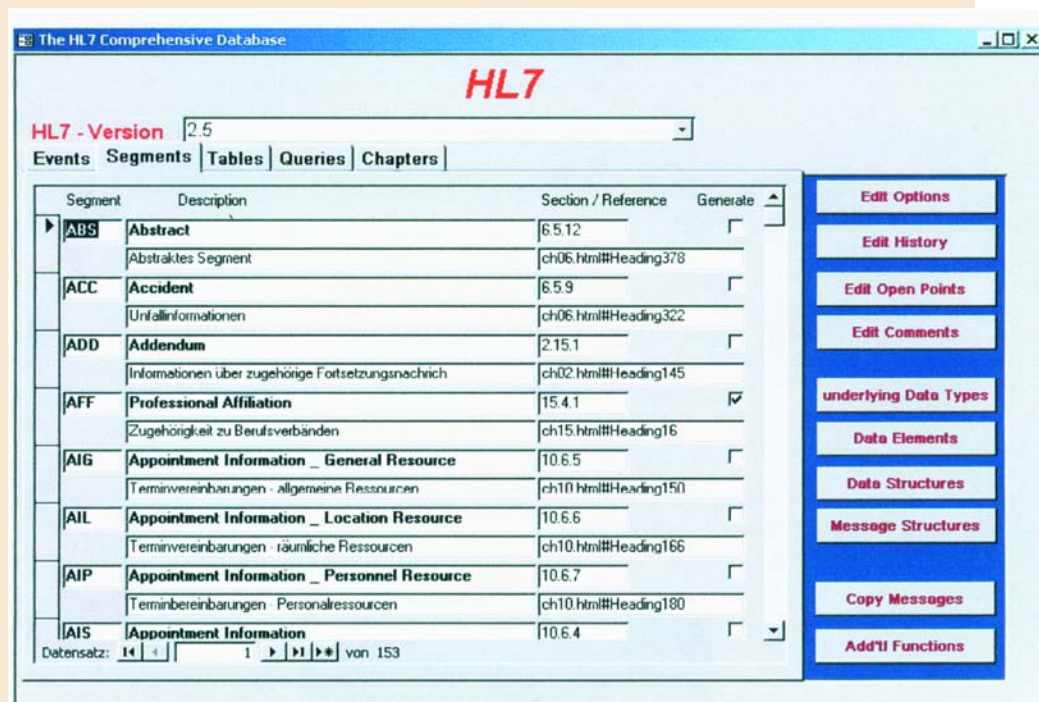 The HL7 Comprehensive Database
HL7
HL7 - Version 2.5
Events Segments Tables Queries Chapters
Segment Description Section / Reference Generate
ABS Abstract 6.5.12
Abstraktes Segment ch06.html#Heading378
ACC Accident 6.5.9
Unfallinformationen ch06.html#Heading322
ADD Addendum 2.15.1
Informationen über zugehörige Fortsetzungsnachrich ch02.html#Heading145
AFF Professional Affiliation 15.4.1
Zugehörigkeit zu Berufsverbänden ch15.html#Heading16
AIG Appointment Information _ General Resource 10.6.5
Terminvereinbarungen - allgemeine Ressourcen ch10.html#Heading150
AIL Appointment Information _ Location Resource 10.6.6
Terminvereinbarungen - räumliche Ressourcen ch10.html#Heading166
AIP Appointment Information _ Personnel Resource 10.6.7
Terminbereinbarungen - Personalressourcen ch10.html#Heading180
AIS Appointment Information 10.6.4
Datensatz: 1 von 153
Edit Options
Edit History
Edit Open Points
Edit Comments
underlying Data Types
Data Elements
Data Structures
Message Structures
Copy Messages
Add'tl Functions